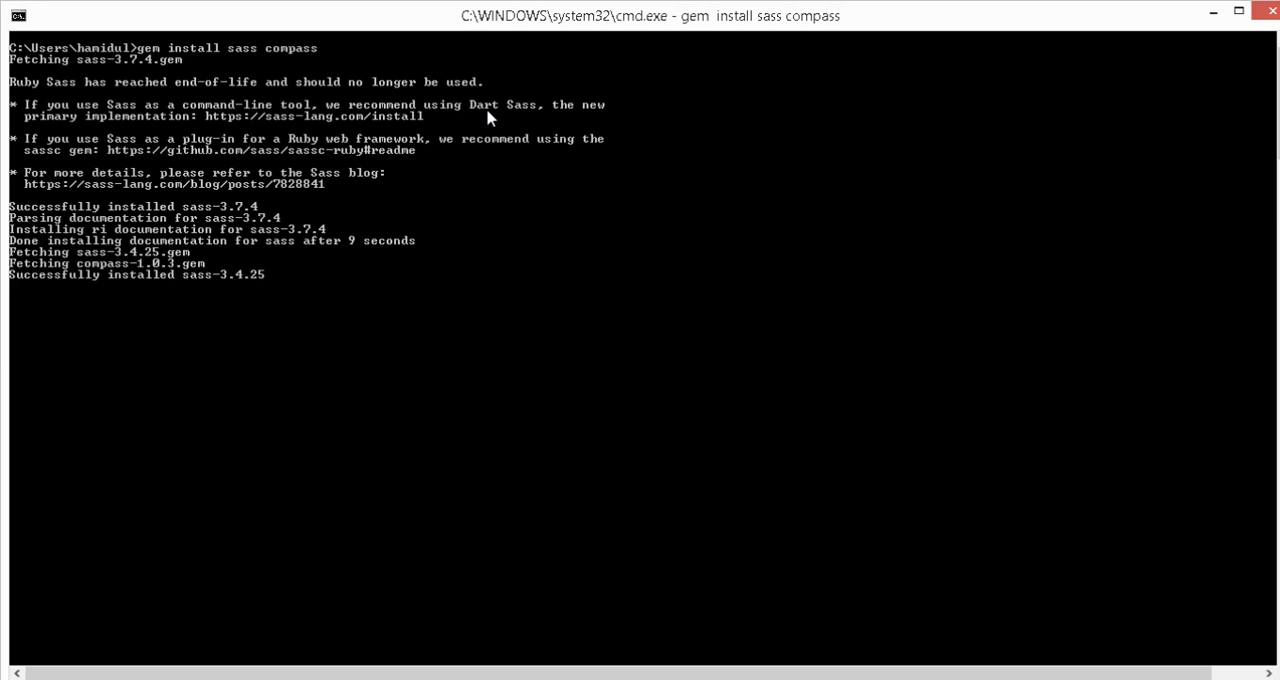 C:\WINDOWS\system32\cmd.exe - gem  install sass compass
C:\Users\hamidul>gem install sass compass
Fetching sass-3.7.4.gem
Ruby Sass has reached end-of-life and should no longer be used.
* If you use Sass as a command-line tool, we recommend using Dart Sass, the new
primary implementation: https://sass-lang.com/install
* If you use Sass as a plug-in for a Ruby web framework, we recommend using the
sassc gem: https://github.com/sass/sassc-ruby#readme
* For more details, please refer to the Sass blog:
https://sass-lang.com/blog/posts/7828841
Successfully installed sass-3.7.4
Parsing documentation for sass-3.7.4
Installing ri documentation for sass-3.7.4
Done installing documentation for sass after 9 seconds
Fetching sass-3.4.25.gem
Fetching compass-1.0.3.gem
Successfully installed sass-3.4.25